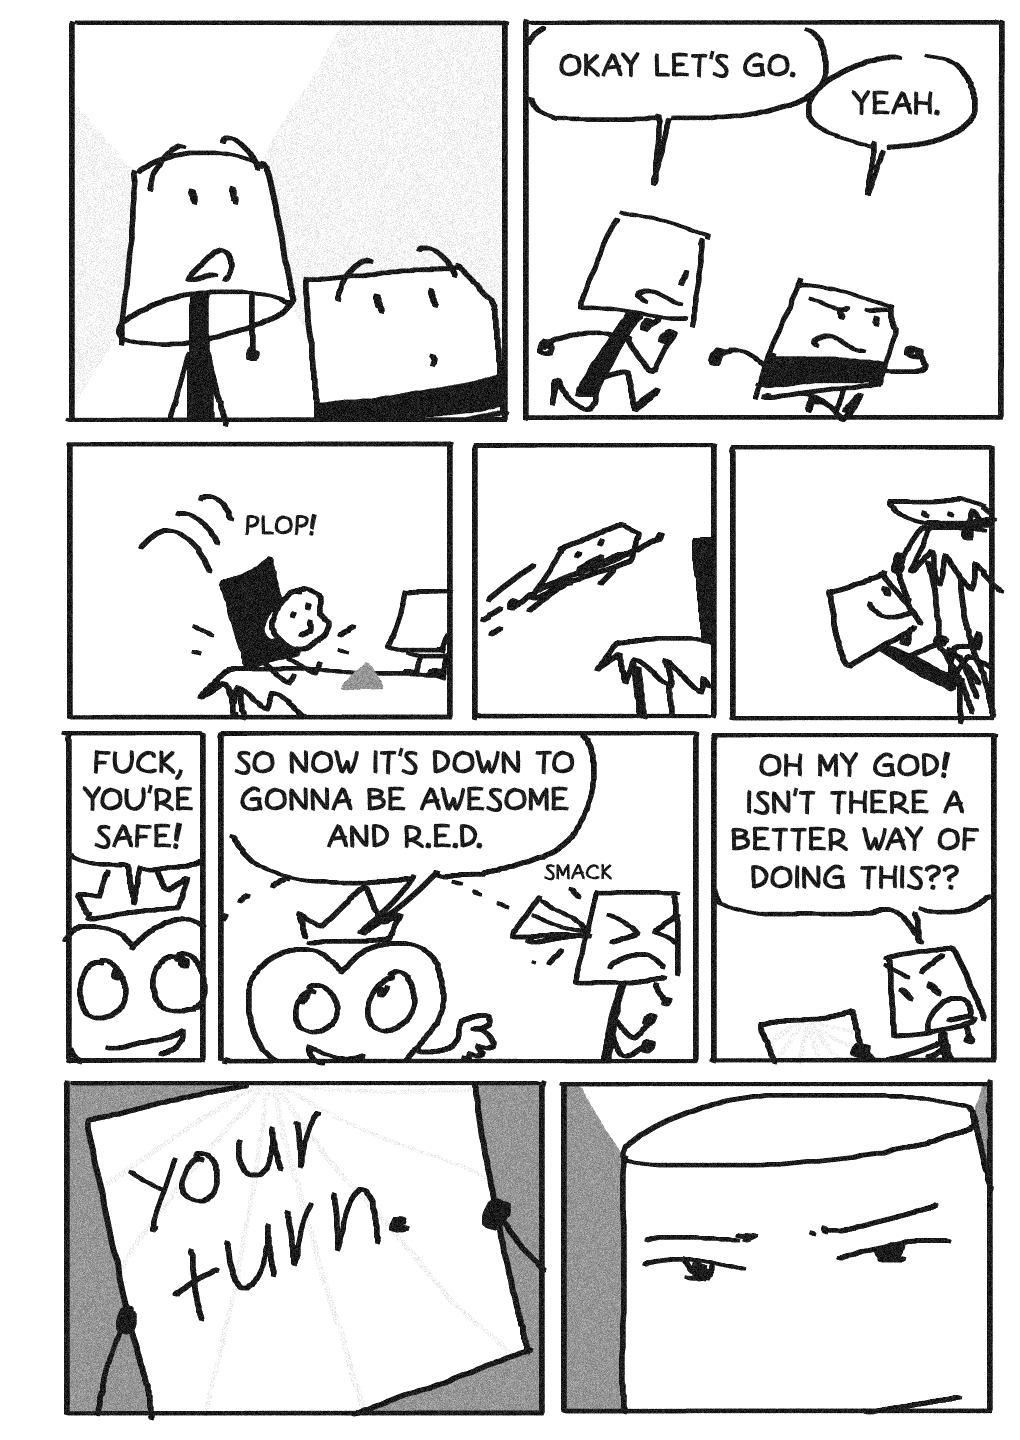 OKAY LET'S GO.
YEAH.
PLOP!
FUCK,
YOU'RE
SAFE!
SO NOW IT'S DOWN TO
GONNA BE AWESOME
AND R.E.D.
SMACK
OH MY GOD!
ISN'T THERE A
BETTER WAY OF
DOING THIS??
your
turn.